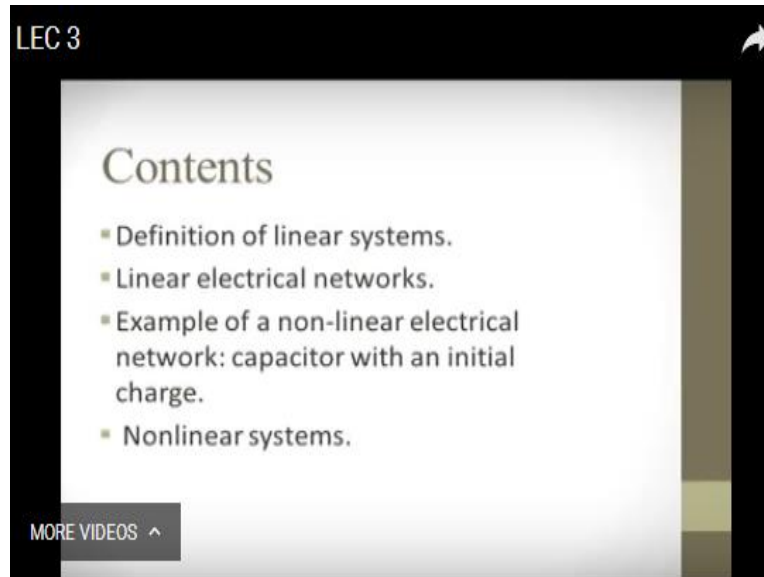 LEC 3
Contents
▪ Definition of linear systems.
▪ Linear electrical networks.
▪ Example of a non-linear electrical
network: capacitor with an initial
charge.
▪ Nonlinear systems.
MORE VIDEOS ^